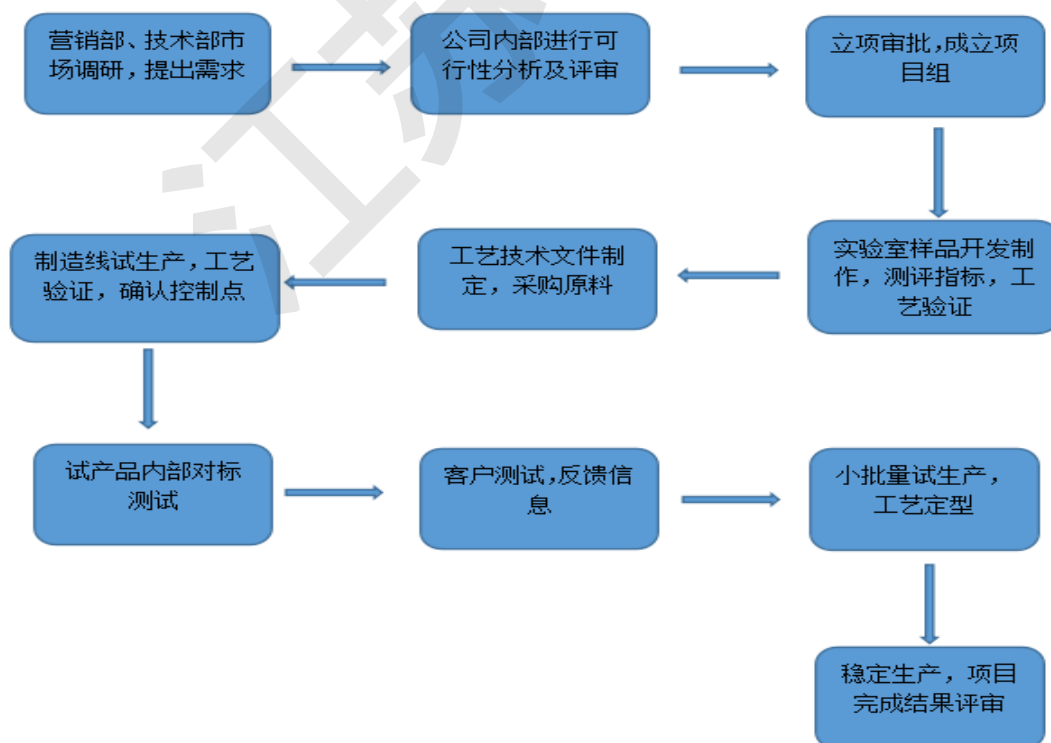 营销部、技术部市
场调研，提出需求
公司内部进行可
行性分析及评审
立项审批,成立项
目组
实验室样品开发制
作，测评指标，工
艺验证
工艺技术文件制
定，采购原料
制造线试生产，工艺
验证，确认控制点
试产品内部对标
测试
客户测试,反馈信
息
小批量试生产，
工艺定型
稳定生产，项目
完成结果评审
江苏